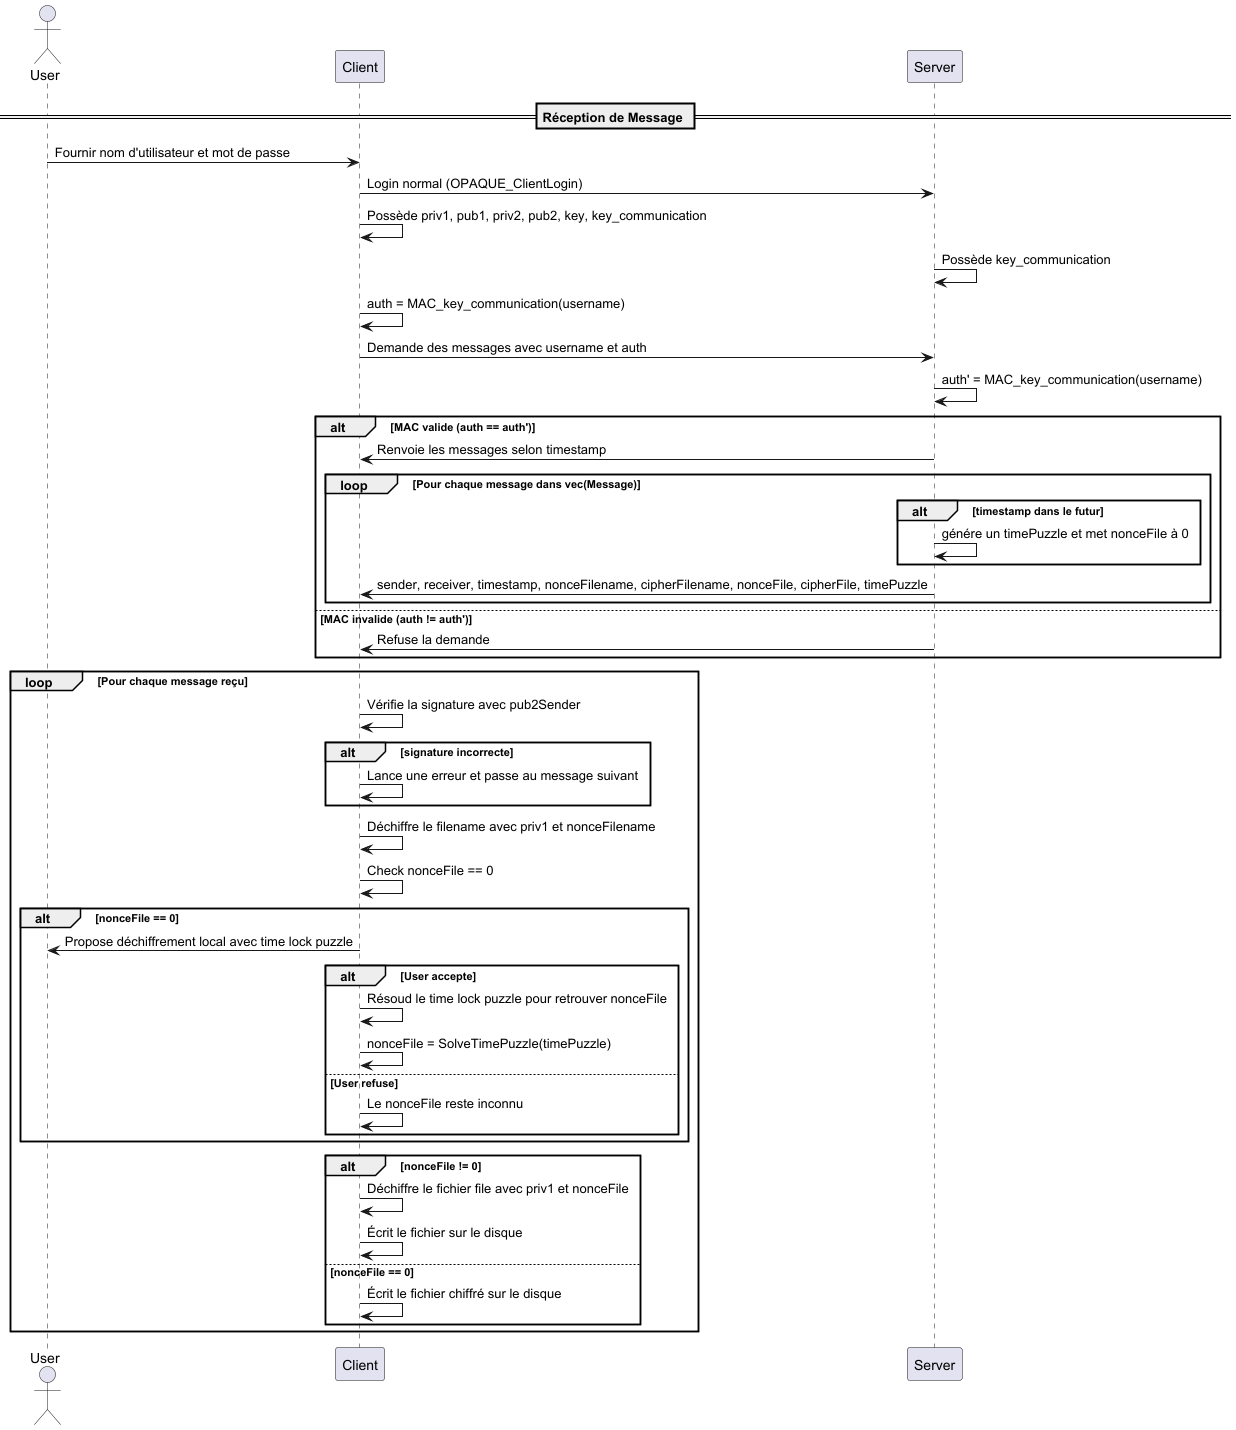 User
Client
Server
Réception de Message
Fournir nom d'utilisateur et mot de passe
Login normal (OPAQUE_ClientLogin)
Possède priv1, pub1, priv2, pub2, key, key_communication
Possède key_communication
auth = MAC_key_communication(username)
Demande des messages avec username et auth
auth' = MAC_key_communication(username)
alt [MAC valide (auth == auth')]
Renvoie les messages selon timestamp
loop [Pour chaque message dans vec(Message)]
alt [timestamp dans le futur]
génére un timePuzzle et met nonceFile à 0
sender, receiver, timestamp, nonceFilename, cipherFilename, nonceFile, cipherFile, timePuzzle
[MAC invalide (auth != auth')]
Refuse la demande
loop [Pour chaque message reçu]
Vérifie la signature avec pub2Sender
alt [signature incorrecte]
Lance une erreur et passe au message suivant
Déchiffre le filename avec priv1 et nonceFilename
Check nonceFile == 0
alt [nonceFile == 0]
Propose déchiffrement local avec time lock puzzle
alt [User accepte]
Résoud le time lock puzzle pour retrouver nonceFile
nonceFile = SolveTimePuzzle(timePuzzle)
[User refuse]
Le nonceFile reste inconnu
alt [nonceFile != 0]
Déchiffre le fichier file avec priv1 et nonceFile
Écrit le fichier sur le disque
[nonceFile == 0]
Écrit le fichier chiffré sur le disque
User
Client
Server